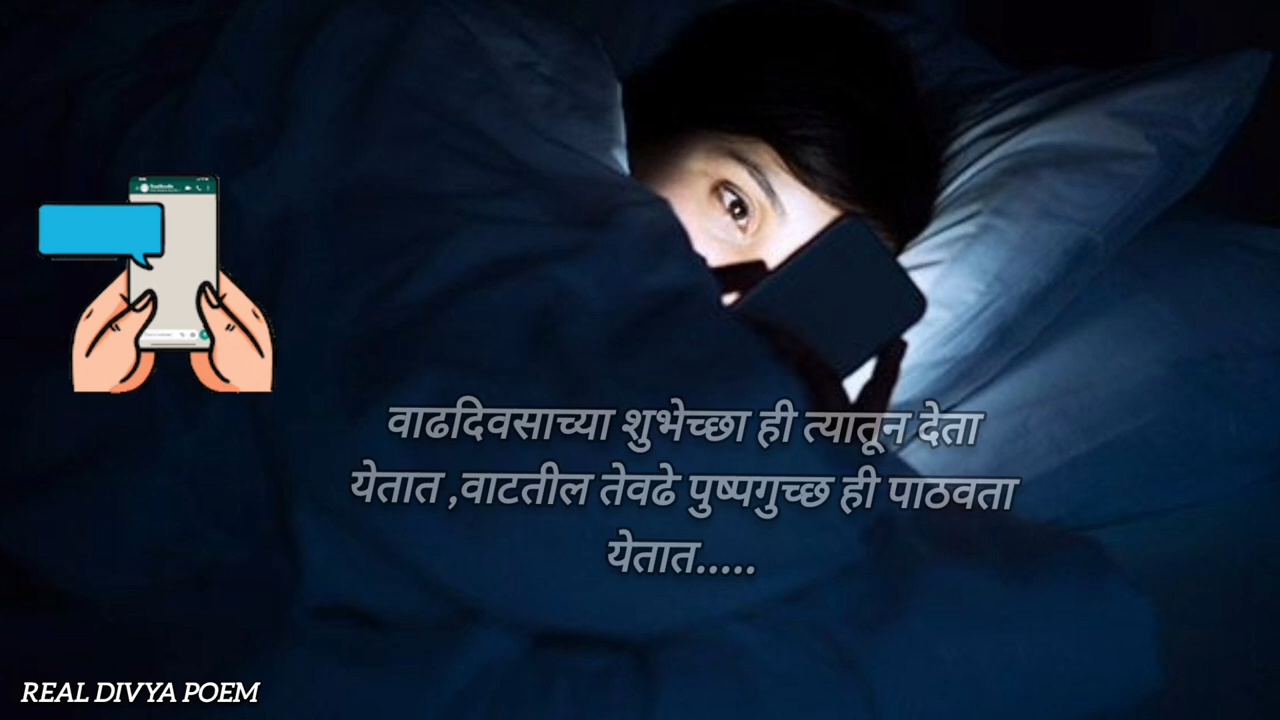 वाढदिवसाच्या शुभेच्छा ही त्यातून देता
येतात ,वाटतील तेवढे पुष्पगुच्छ ही पाठवता
येतात.....
REAL DIVYA POEM